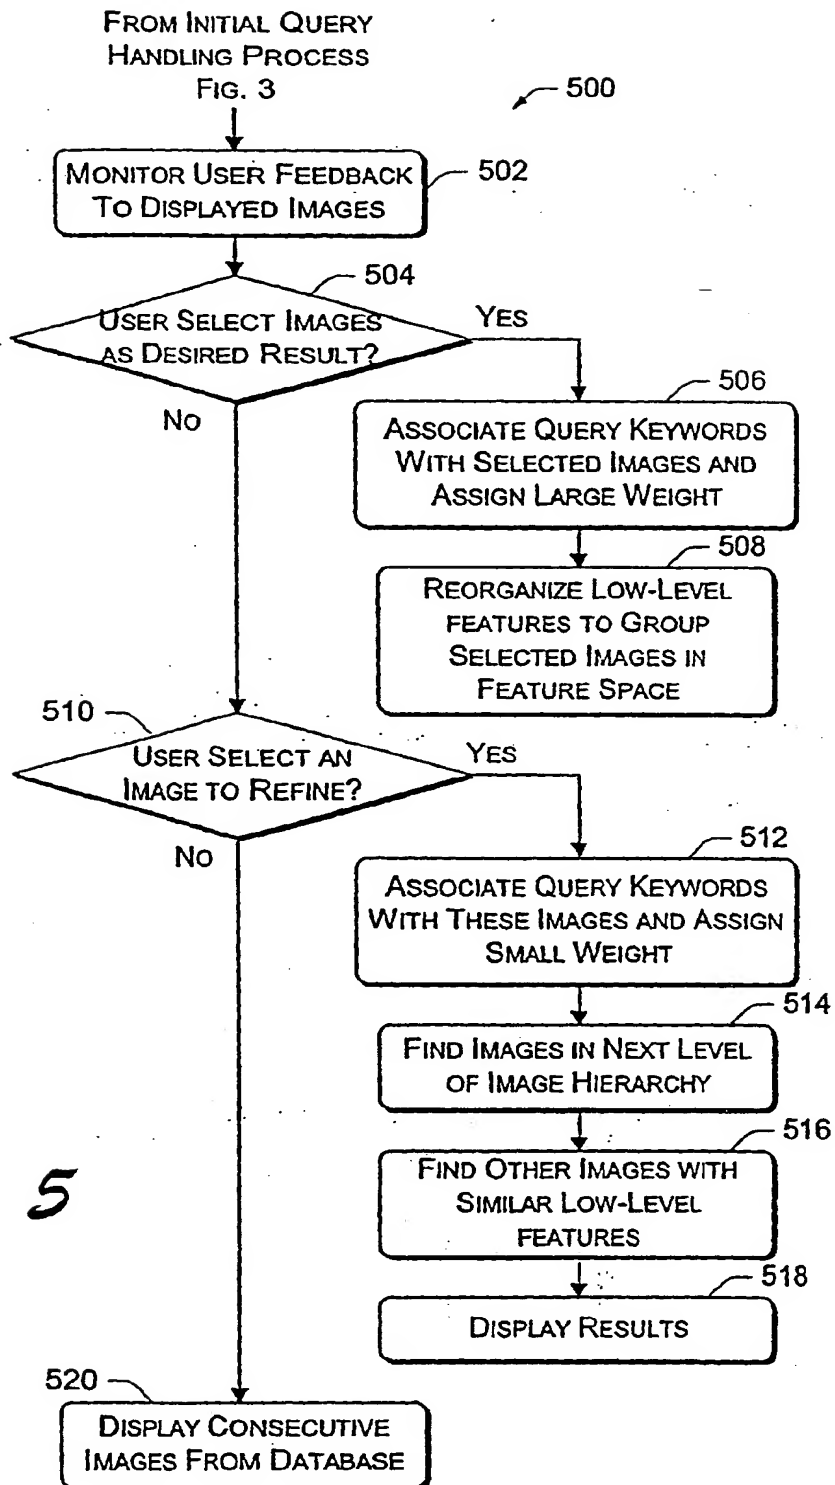 FROM INITIAL QUERY
HANDLING PROCESS
FIG. 3
500
MONITOR USER FEEDBACK
TO DISPLAYED IMAGES
502
504
USER SELECT IMAGES
AS DESIRED RESULT?
YES
NO
506
ASSOCIATE QUERY KEYWORDS
WITH SELECTED IMAGES AND
ASSIGN LARGE WEIGHT
508
REORGANIZE LOW-LEVEL
FEATURES TO GROUP
SELECTED IMAGES IN
FEATURE SPACE
510
USER SELECT AN
IMAGE TO REFINE?
YES
NO
512
ASSOCIATE QUERY KEYWORDS
WITH THESE IMAGES AND ASSIGN
SMALL WEIGHT
514
FIND IMAGES IN NEXT LEVEL
OF IMAGE HIERARCHY
516
FIND OTHER IMAGES WITH
SIMILAR LOW-LEVEL
FEATURES
5
518
DISPLAY RESULTS
520
DISPLAY CONSECUTIVE
IMAGES FROM DATABASE